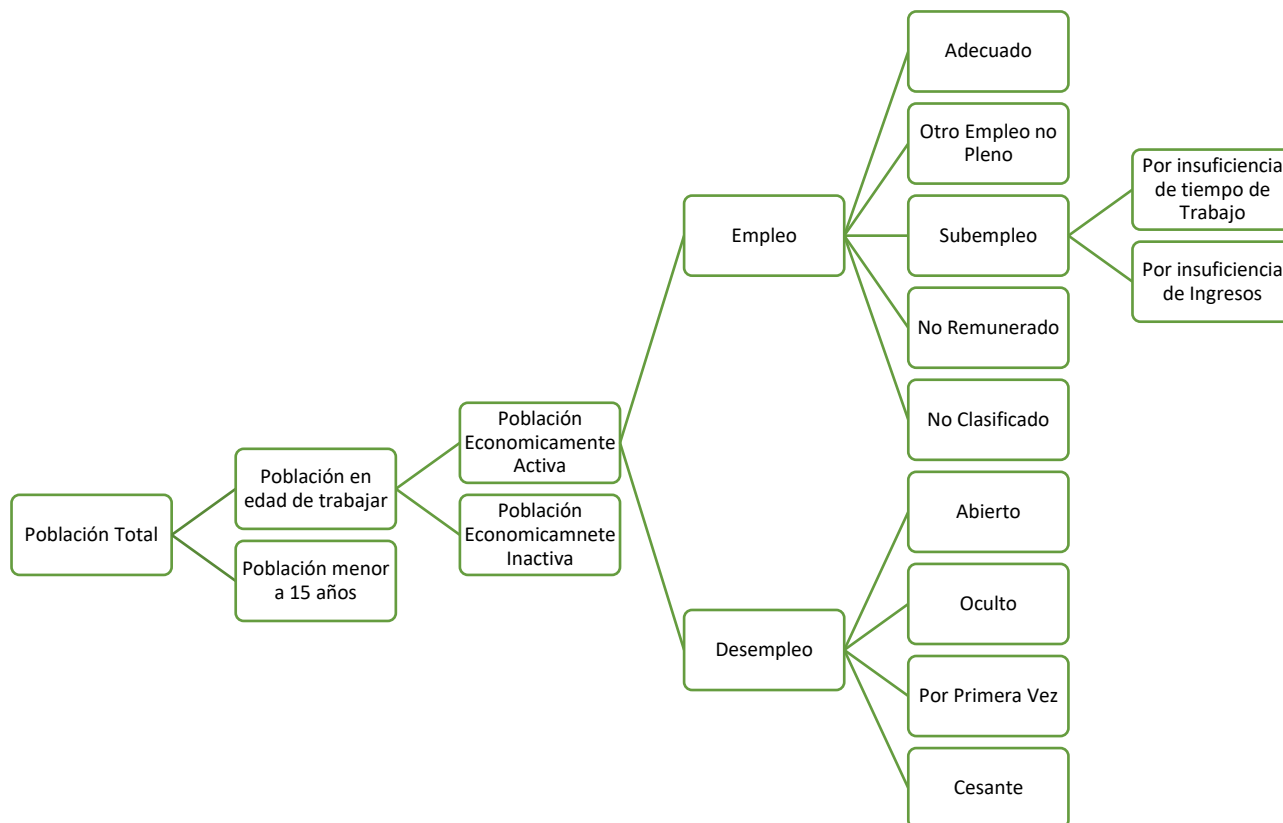 Población Total
Población en
edad de trabajar
Población menor
a 15 años
Población
Economicamente
Activa
Población
Economicamnete
Inactiva
Empleo
Desempleo
Adecuado
Otro Empleo no
Pleno
Subempleo
No Remunerado
No Clasificado
Abierto
Oculto
Por Primera Vez
Cesante
Por insuficiencia
de tiempo de
Trabajo
Por insuficiencia
de Ingresos